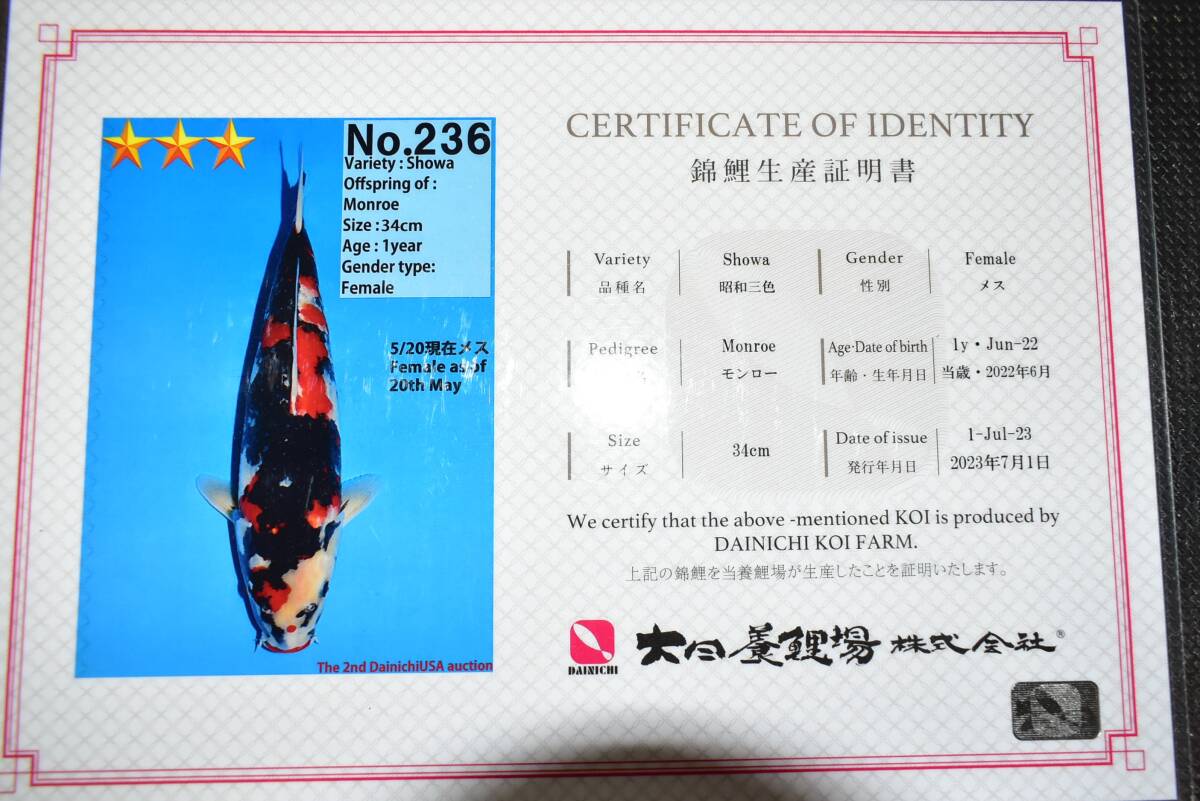 No.236
Variety : Showa
Offspring of :
Monroe
Size : 34cm
Age : 1year
Gender type:
Female
5/20現在メス
Female as of
20th May
The 2nd DainichiUSA auction
CERTIFICATE OF IDENTITY
錦鯉生産証明書
Variety Showa Gender Female
品種名 昭和三色 性別 メス
Pedigree Monroe Age·Date of birth 1y・Jun-22
モンロー 年齢・生年月日 当歳・2022年6月
Size 34cm Date of issue 1-Jul-23
サイズ 発行年月日 2023年7月1日
We certify that the above -mentioned KOI is produced by
DAINICHI KOI FARM.
上記の錦鯉を当養鯉場が生産したことを証明いたします。
DAINICHI 大日養鯉場 株式会社®